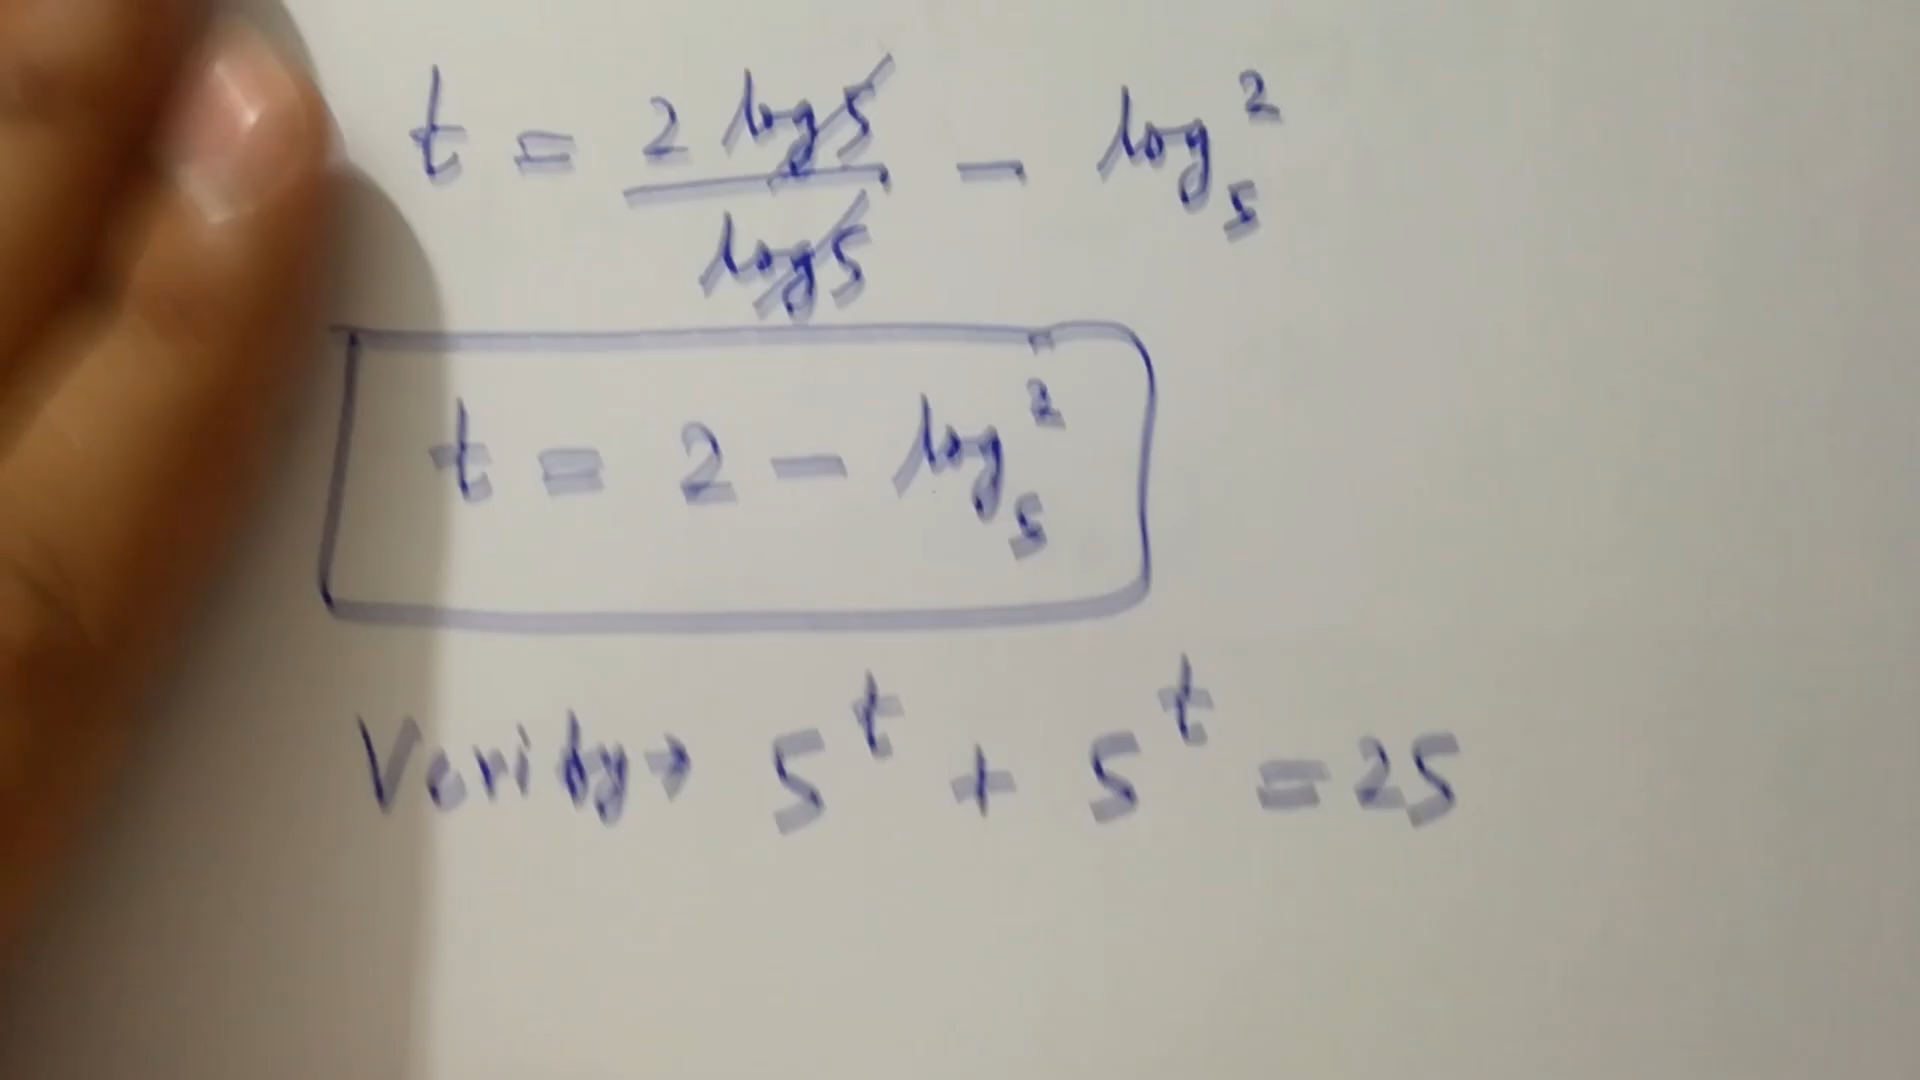 t = 2 log5 / log5 - log₅²
t = 2 - log₅²
Verify→ 5ᵗ + 5ᵗ = 25